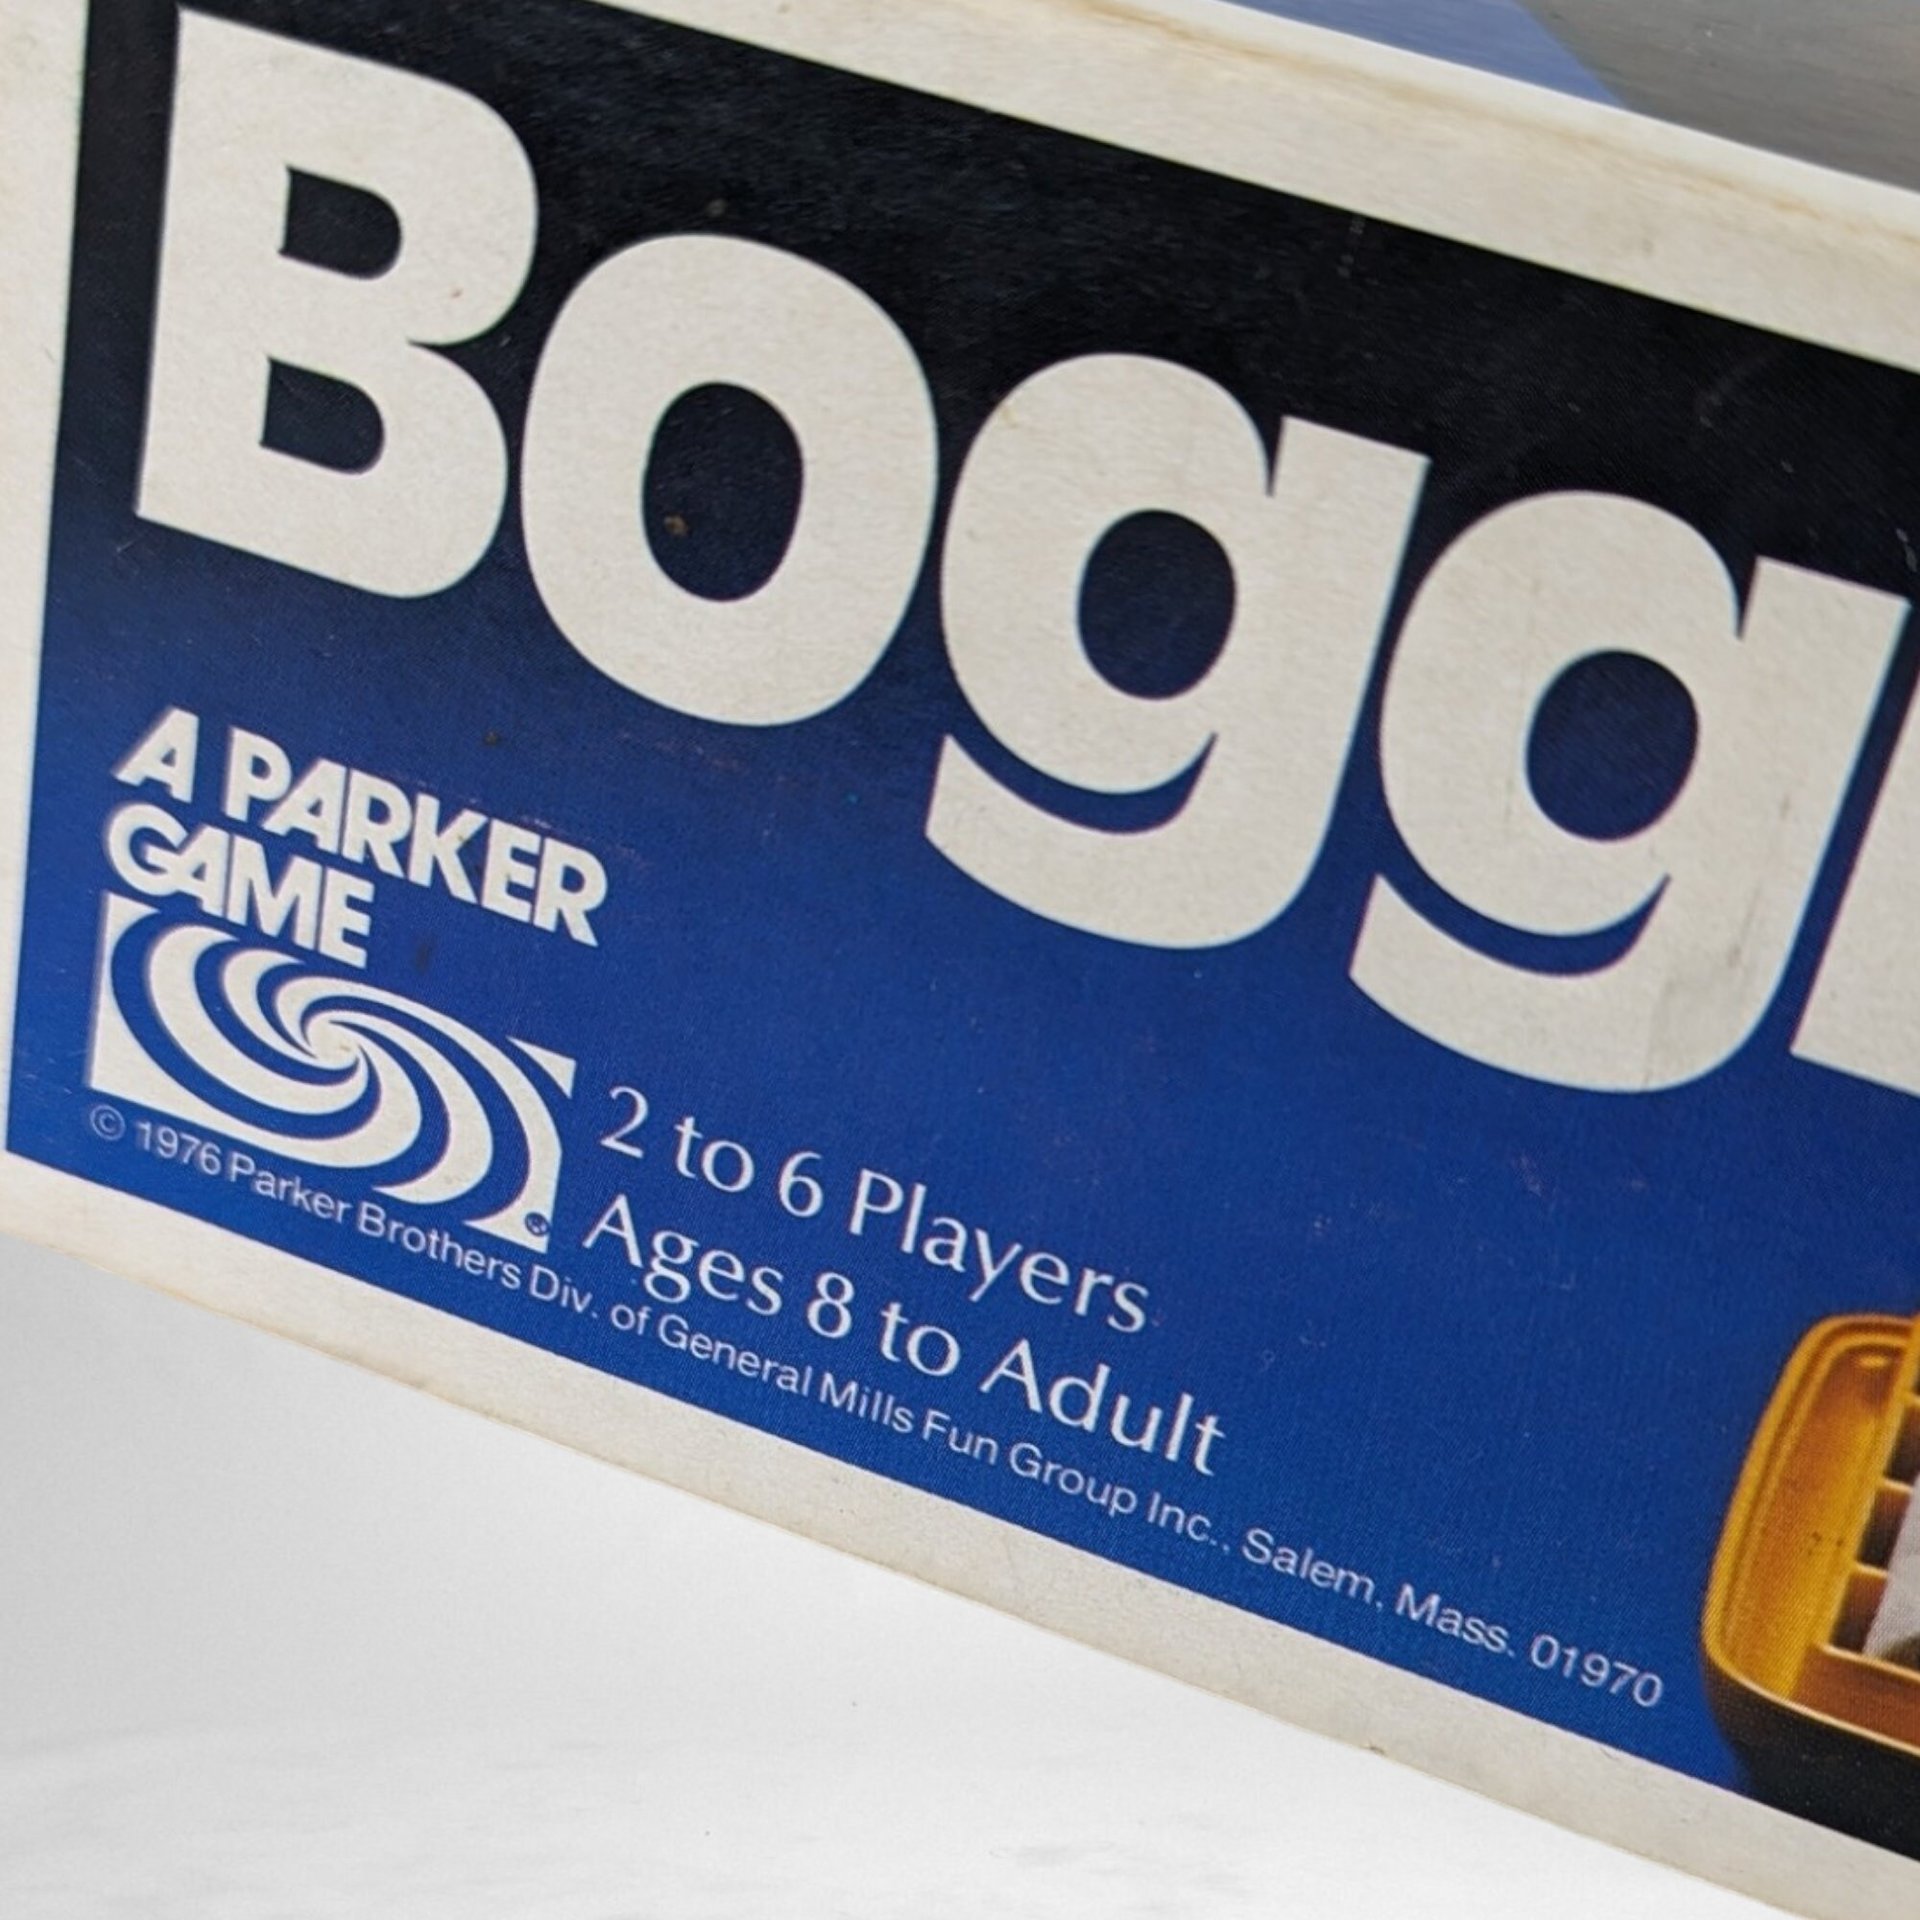 Boggl
A PARKER
GAME
2 to 6 Players
Ages 8 to Adult
© 1976 Parker Brothers Div. of General Mills Fun Group Inc., Salem, Mass. 01970